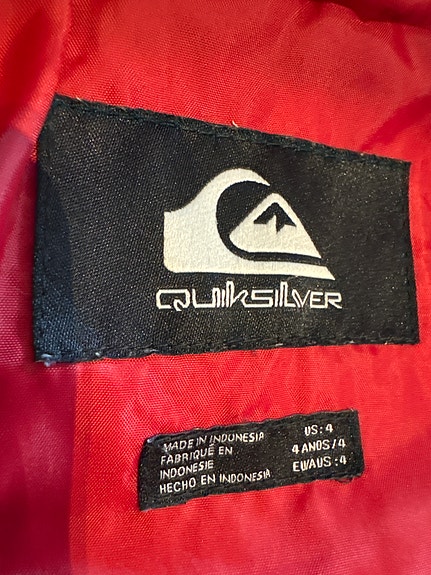 QUIKSILVER
MADE IN INDONESIA
FABRIQUÉ EN
INDONESIE
HECHO EN INDONESIA
US: 4
4 ANOS/4
EU/AUS: 4